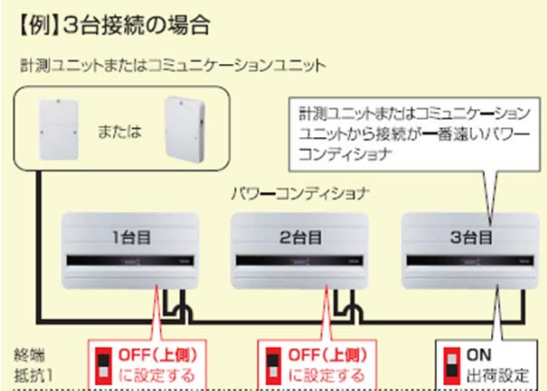 【例】3台接続の場合
計測ユニットまたはコミュニケーションユニット
または
計測ユニットまたはコミュニケーション
ユニットから接続が一番遠いパワー
コンディショナ
パワーコンディショナ
1台目
2台目
3台目
終端
抵抗1
OFF(上側)
に設定する
OFF(上側)
に設定する
ON
出荷設定